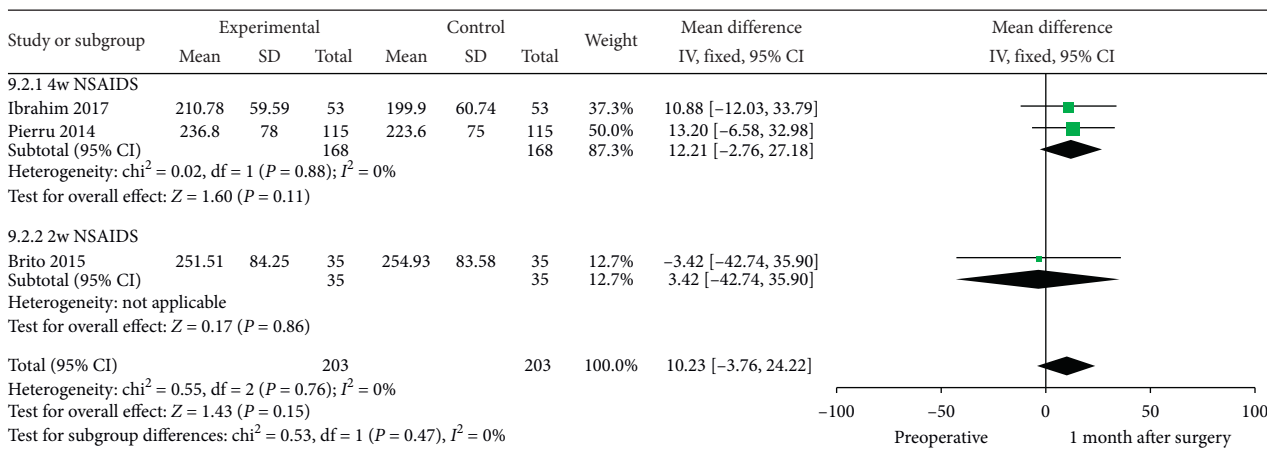 Study or subgroup Experimental Control Weight Mean difference Mean difference
Mean SD Total Mean SD Total IV, fixed, 95% CI IV, fixed, 95% CI
9.2.1 4w NSAIDS
Ibrahim 2017 210.78 59.59 53 199.9 60.74 53 37.3% 10.88 [–12.03, 33.79]
Pierru 2014 236.8 78 115 223.6 75 115 50.0% 13.20 [–6.58, 32.98]
Subtotal (95% CI) 168 168 87.3% 12.21 [–2.76, 27.18]
Heterogeneity: chi² = 0.02, df = 1 (P = 0.88); I² = 0%
Test for overall effect: Z = 1.60 (P = 0.11)
9.2.2 2w NSAIDS
Brito 2015 251.51 84.25 35 254.93 83.58 35 12.7% –3.42 [–42.74, 35.90]
Subtotal (95% CI) 35 35 12.7% 3.42 [–42.74, 35.90]
Heterogeneity: not applicable
Test for overall effect: Z = 0.17 (P = 0.86)
Total (95% CI) 203 203 100.0% 10.23 [–3.76, 24.22]
Heterogeneity: chi² = 0.55, df = 2 (P = 0.76); I² = 0%
Test for overall effect: Z = 1.43 (P = 0.15)
Test for subgroup differences: chi² = 0.53, df = 1 (P = 0.47), I² = 0%
–100 –50 0 50 100
Preoperative 1 month after surgery